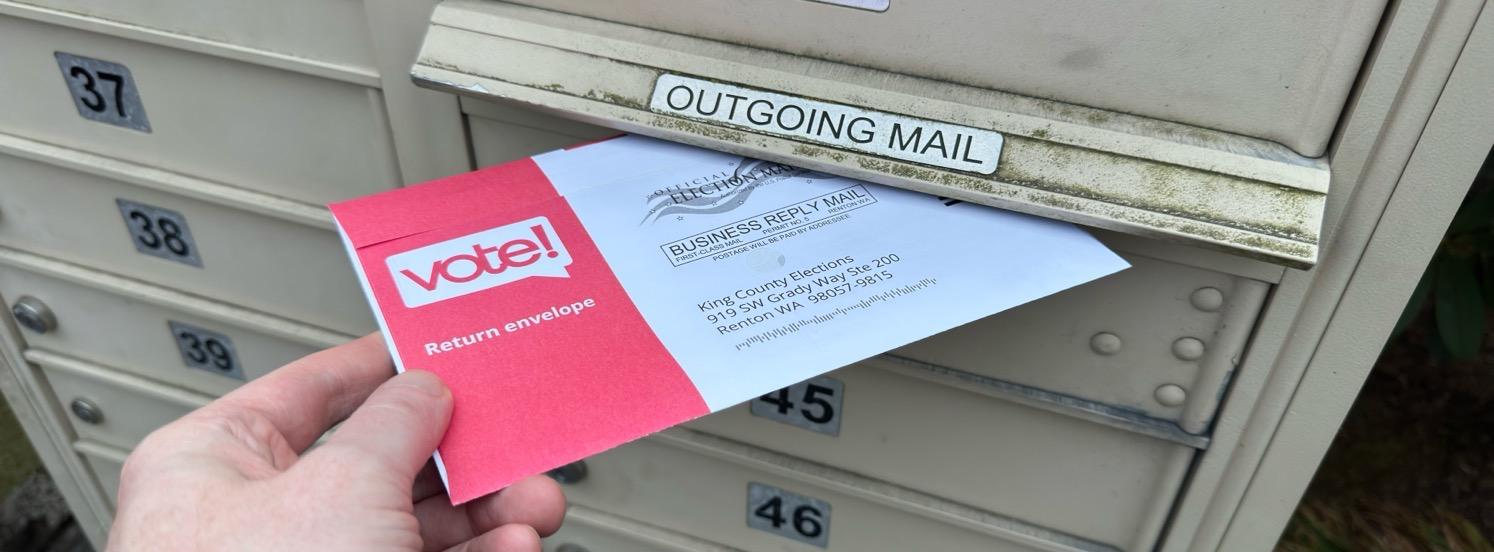 37
38
39
45
46
OUTGOING MAIL
vote!
Return envelope
OFFICIAL
ELECTION MAIL
BUSINESS REPLY MAIL
FIRST-CLASS MAIL PERMIT NO. 5 RENTON WA
POSTAGE WILL BE PAID BY ADDRESSEE
King County Elections
919 SW Grady Way Ste 200
Renton WA 98057-9815